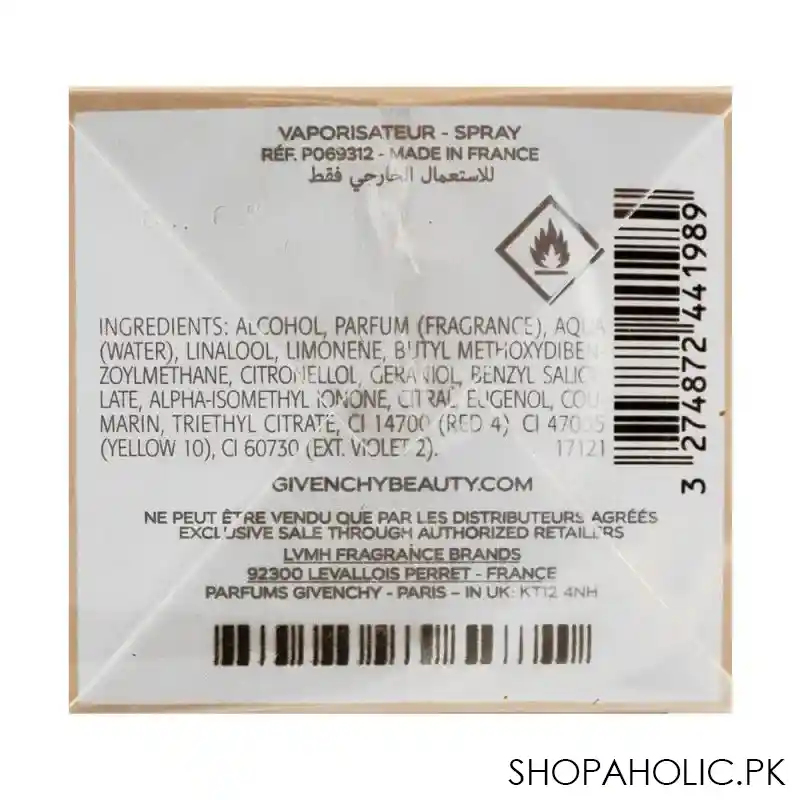 VAPORISATEUR - SPRAY
RÉF. P069312 - MADE IN FRANCE
للاستعمال الخارجي فقط
INGREDIENTS: ALCOHOL, PARFUM (FRAGRANCE), AQUA
(WATER), LINALOOL, LIMONENE, BUTYL METHOXYDIBEN-
ZOYLMETHANE, CITRONELLOL, GERANIOL, BENZYL SALICY-
LATE, ALPHA-ISOMETHYL IONONE, CITRAL, EUGENOL, COU-
MARIN, TRIETHYL CITRATE, CI 14700 (RED 4), CI 47005
(YELLOW 10), CI 60730 (EXT. VIOLET 2). 17121
3 274872 441989
GIVENCHYBEAUTY.COM
NE PEUT ÊTRE VENDU QUE PAR LES DISTRIBUTEURS AGRÉÉS
EXCLUSIVE SALE THROUGH AUTHORIZED RETAILERS
LVMH FRAGRANCE BRANDS
92300 LEVALLOIS PERRET - FRANCE
PARFUMS GIVENCHY - PARIS – IN UK: KT12 4NH
SHOPAHOLIC.PK